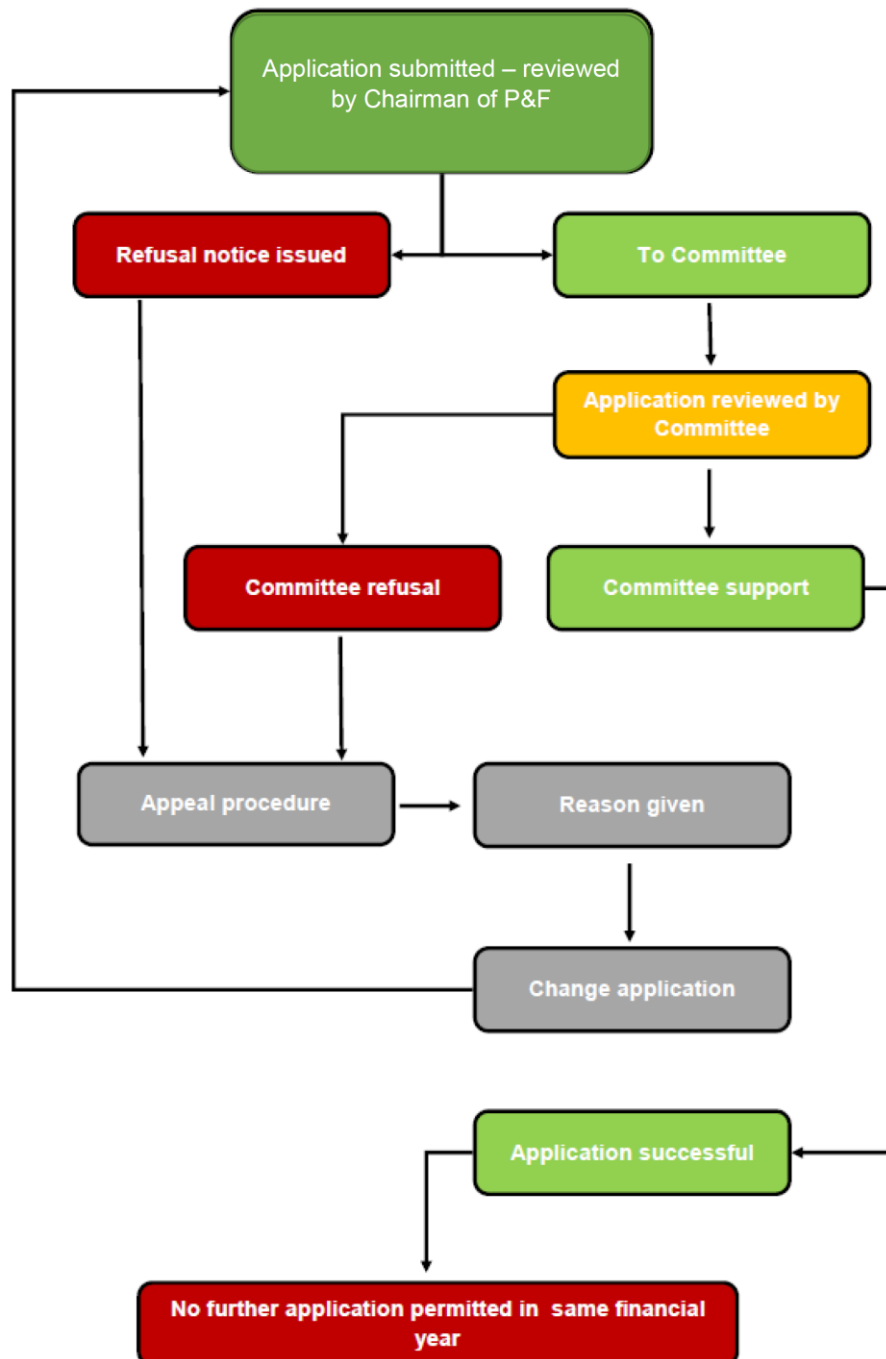 Application submitted – reviewed
by Chairman of P&F
Refusal notice issued
To Committee
Application reviewed by
Committee
Committee refusal
Committee support
Appeal procedure
Reason given
Change application
Application successful
No further application permitted in same financial
year